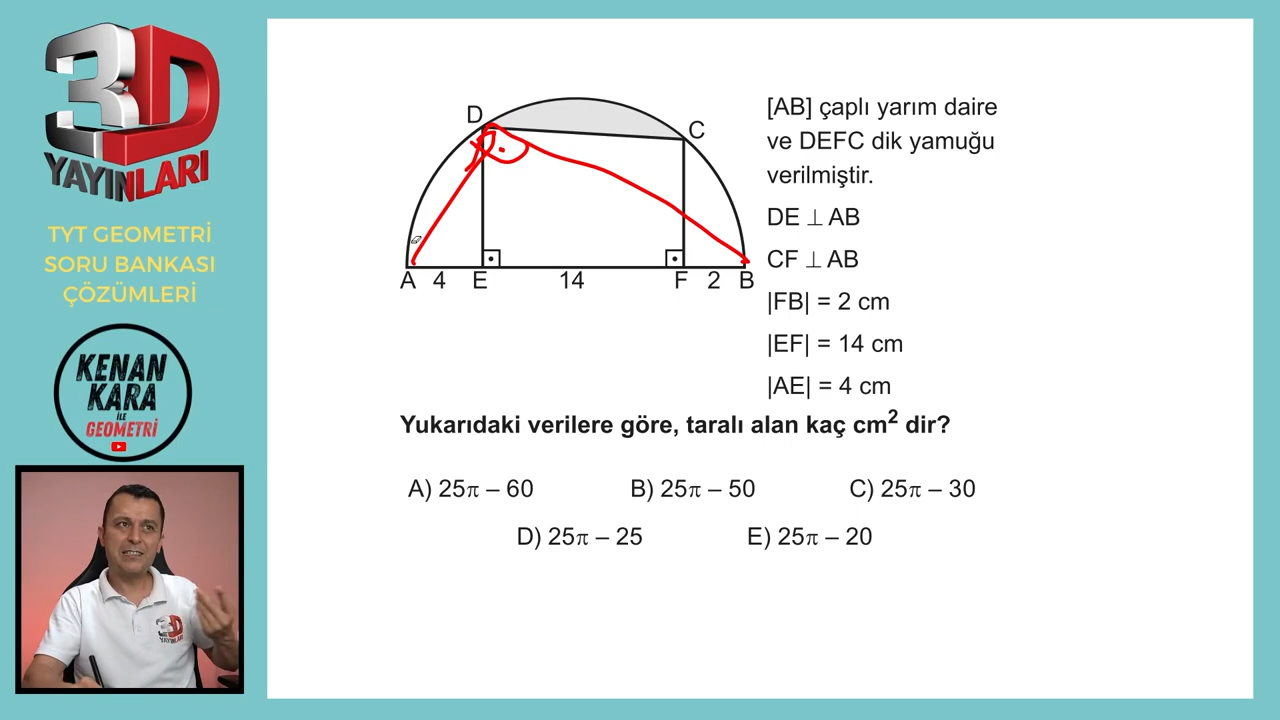 3D
YAYINLARI
TYT GEOMETRİ
SORU BANKASI
ÇÖZÜMLERİ
KENAN
KARA
İLE
GEOMETRİ
3D
YAYINLARI
D
C
A 4 E 14 F 2 B
[AB] çaplı yarım daire
ve DEFC dik yamuğu
verilmiştir.
DE ⊥ AB
CF ⊥ AB
|FB| = 2 cm
|EF| = 14 cm
|AE| = 4 cm
Yukarıdaki verilere göre, taralı alan kaç cm² dir?
A) 25π – 60 B) 25π – 50 C) 25π – 30
D) 25π – 25 E) 25π – 20